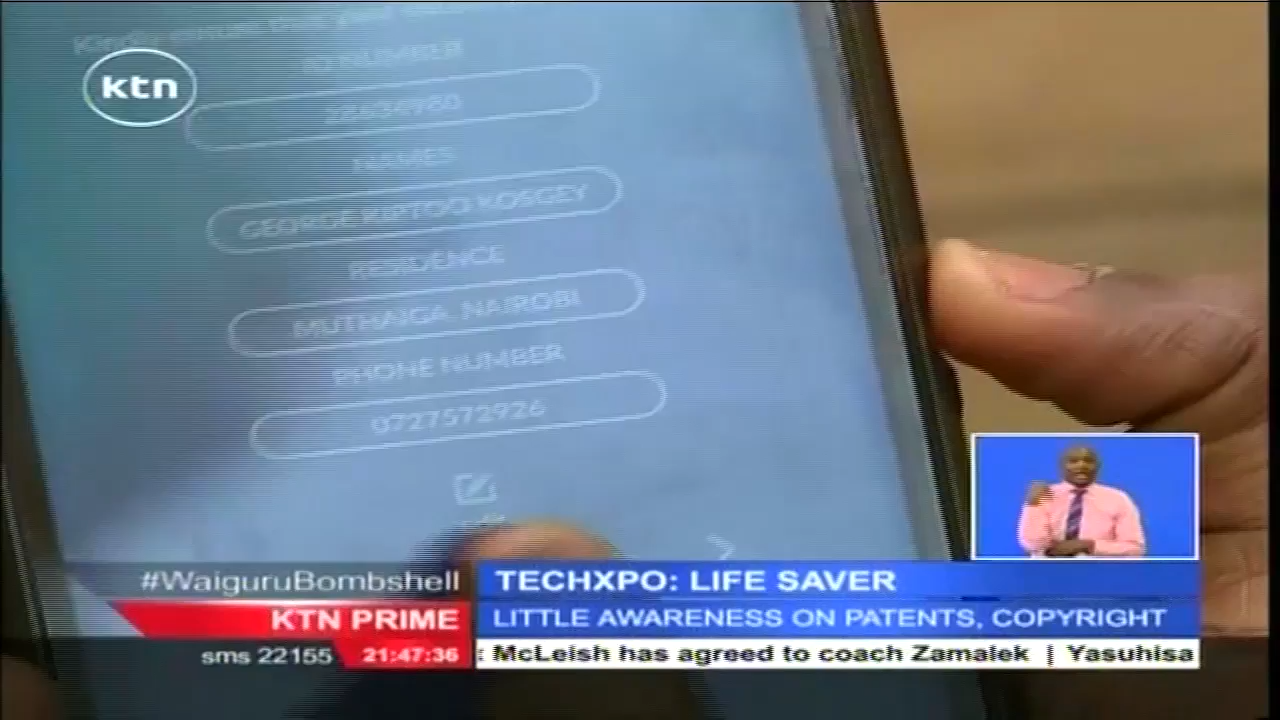 ktn
ID NUMBER
NAMES
GEORGE KIPTOO KOSGEY
RESIDENCE
MUTHAIGA, NAIROBI
PHONE NUMBER
0727572926
#WaiguruBombshell
TECHXPO: LIFE SAVER
KTN PRIME
LITTLE AWARENESS ON PATENTS, COPYRIGHT
sms 22155
21:47:36
McLeish has agreed to coach Zamalek | Yasuhisa